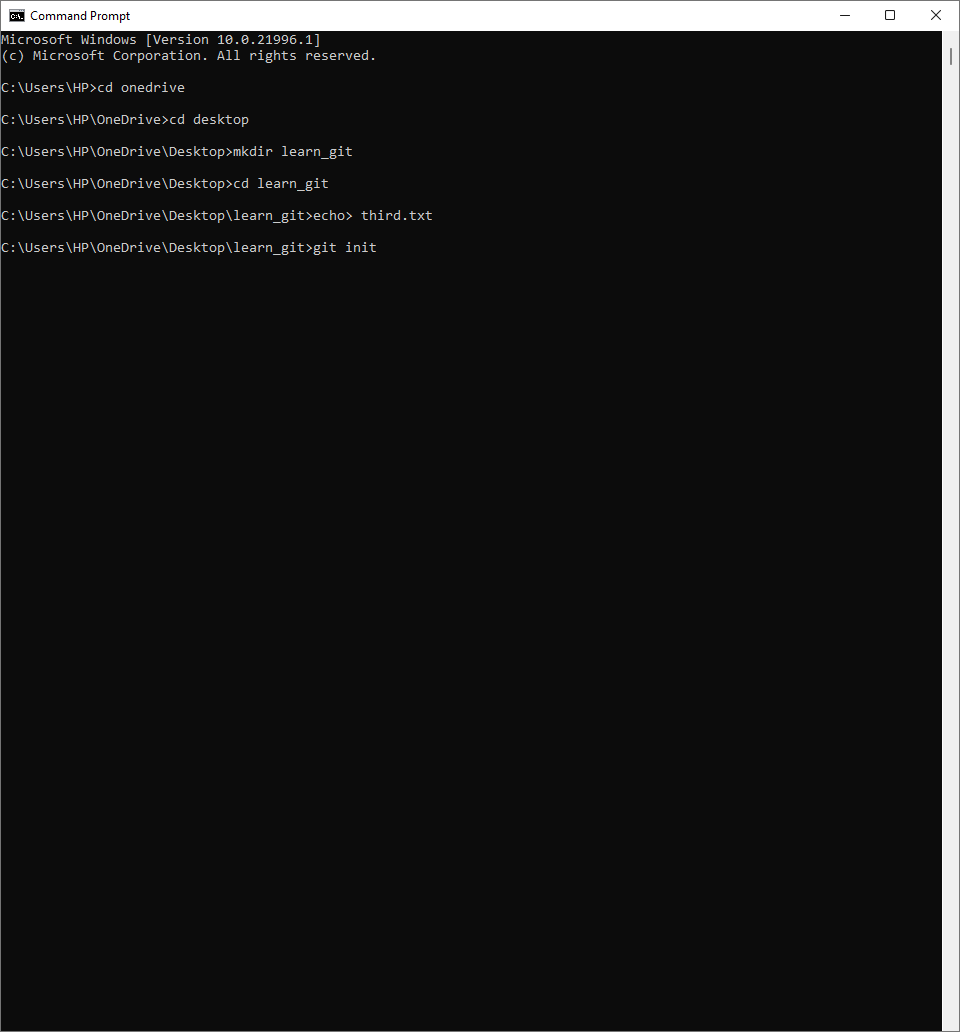 Command Prompt
Microsoft Windows [Version 10.0.21996.1]
(c) Microsoft Corporation. All rights reserved.
C:\Users\HP>cd onedrive
C:\Users\HP\OneDrive>cd desktop
C:\Users\HP\OneDrive\Desktop>mkdir learn_git
C:\Users\HP\OneDrive\Desktop>cd learn_git
C:\Users\HP\OneDrive\Desktop\learn_git>echo> third.txt
C:\Users\HP\OneDrive\Desktop\learn_git>git init